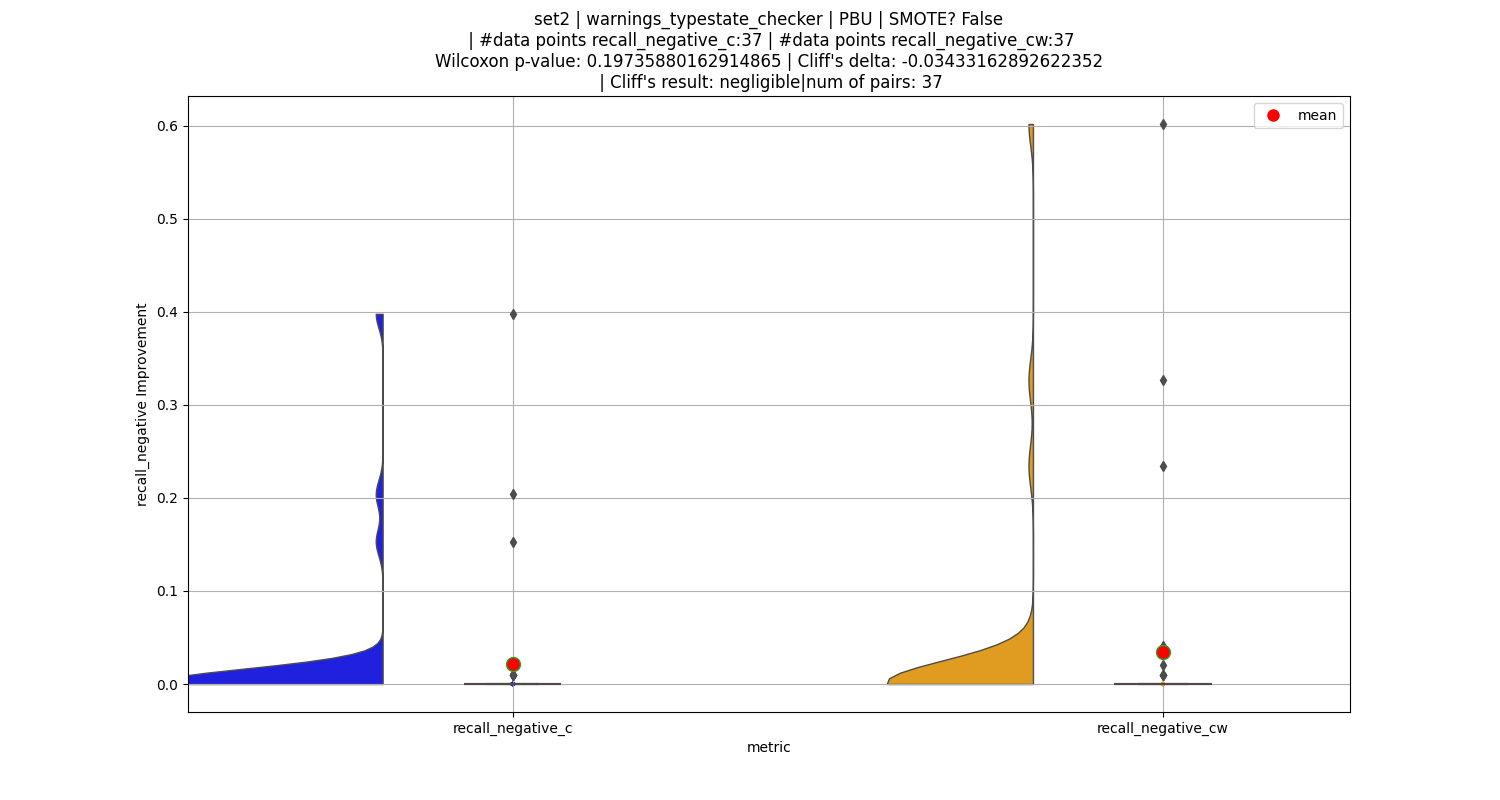 set2 | warnings_typestate_checker | PBU | SMOTE? False
| #data points recall_negative_c:37 | #data points recall_negative_cw:37
Wilcoxon p-value: 0.19735880162914865 | Cliff's delta: -0.03433162892622352
| Cliff's result: negligible|num of pairs: 37
mean
0.6
0.5
0.4
0.3
0.2
0.1
0.0
recall_negative Improvement
recall_negative_c
recall_negative_cw
metric